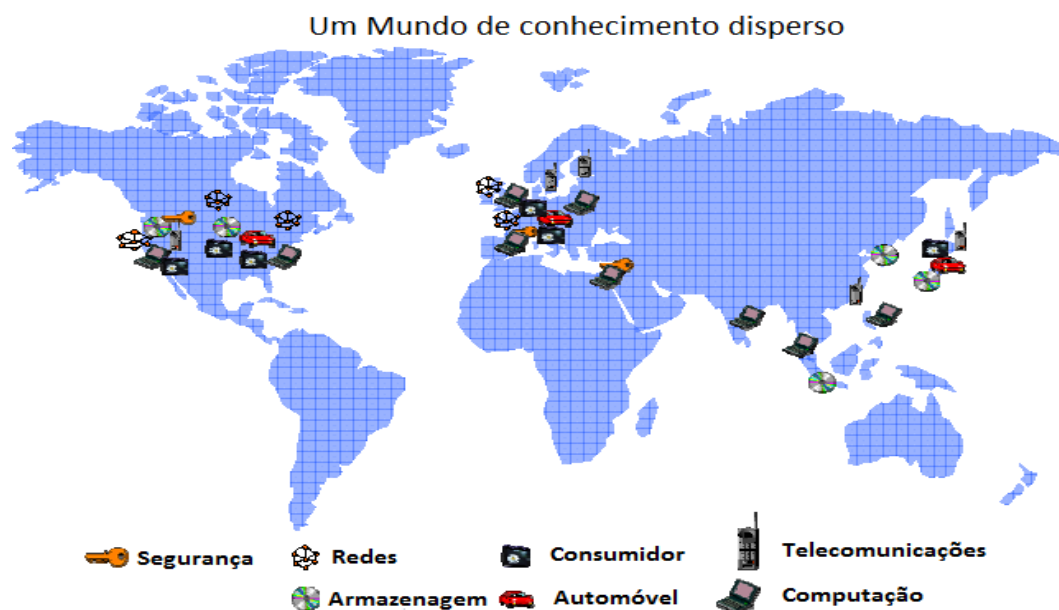 Um Mundo de conhecimento disperso
Segurança
Redes
Consumidor
Telecomunicações
Armazenagem
Automóvel
Computação